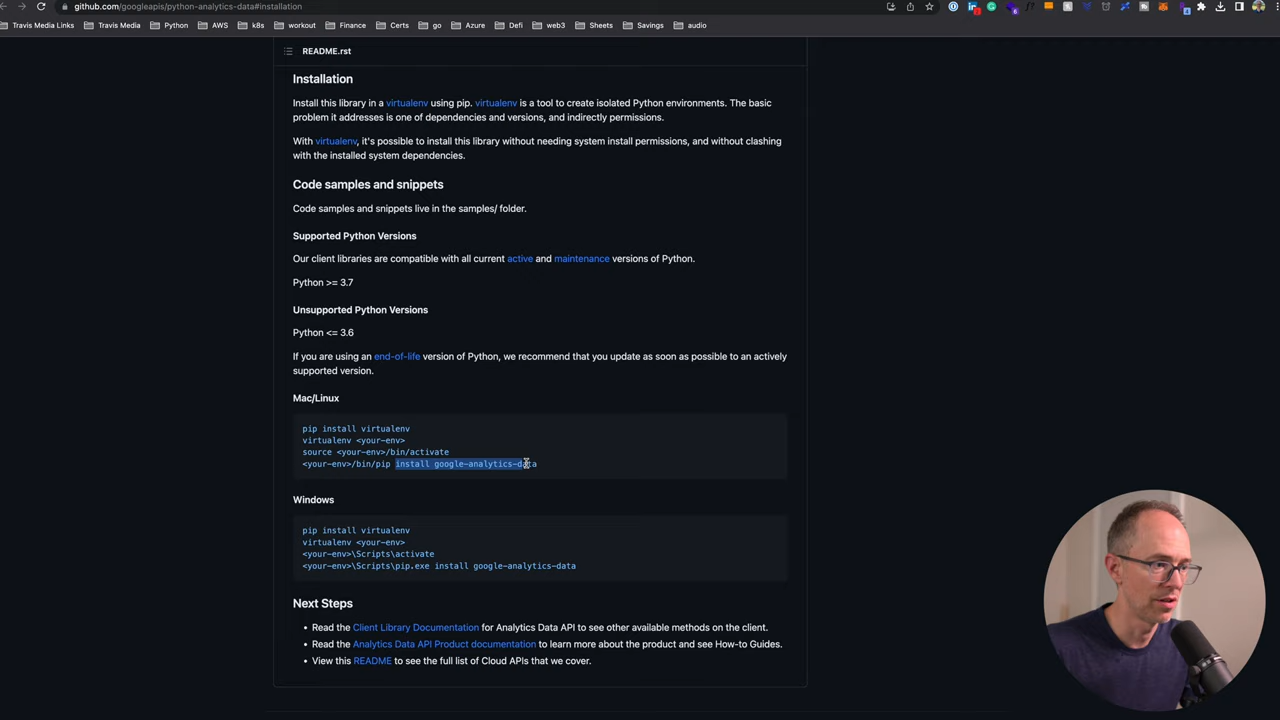 github.com/googleapis/python-analytics-data#installation
Travis Media Links Travis Media Python AWS k8s workout Finance Certs go Azure Defi web3 Sheets Savings audio
README.rst
Installation
Install this library in a virtualenv using pip. virtualenv is a tool to create isolated Python environments. The basic
problem it addresses is one of dependencies and versions, and indirectly permissions.
With virtualenv, it's possible to install this library without needing system install permissions, and without clashing
with the installed system dependencies.
Code samples and snippets
Code samples and snippets live in the samples/ folder.
Supported Python Versions
Our client libraries are compatible with all current active and maintenance versions of Python.
Python >= 3.7
Unsupported Python Versions
Python <= 3.6
If you are using an end-of-life version of Python, we recommend that you update as soon as possible to an actively
supported version.
Mac/Linux
pip install virtualenv
virtualenv <your-env>
source <your-env>/bin/activate
<your-env>/bin/pip install google-analytics-data
Windows
pip install virtualenv
virtualenv <your-env>
<your-env>\Scripts\activate
<your-env>\Scripts\pip.exe install google-analytics-data
Next Steps
• Read the Client Library Documentation for Analytics Data API to see other available methods on the client.
• Read the Analytics Data API Product documentation to learn more about the product and see How-to Guides.
• View this README to see the full list of Cloud APIs that we cover.